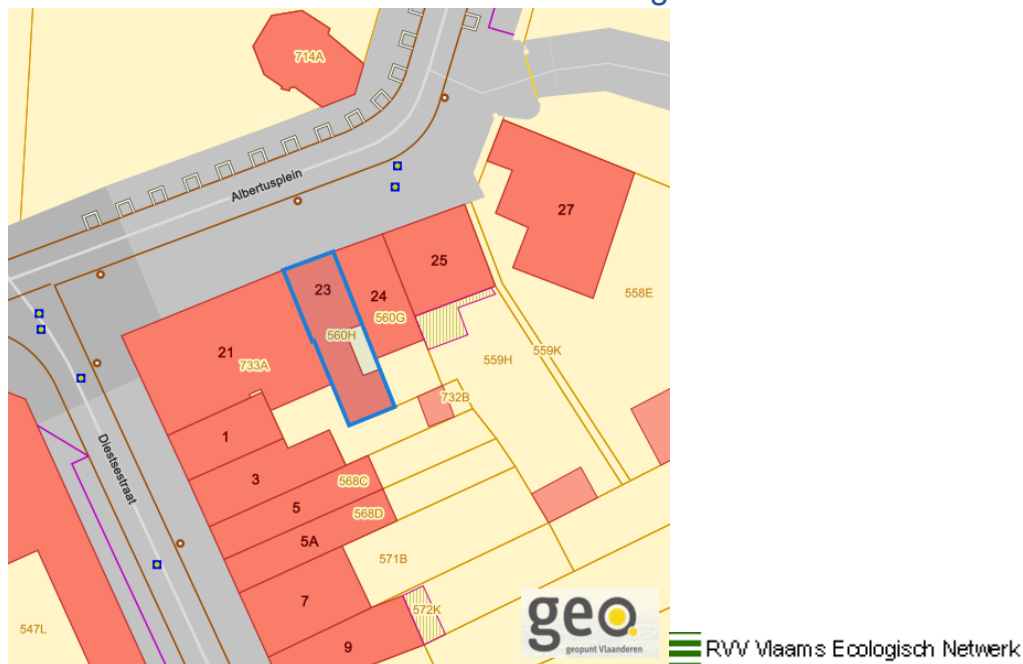 g
714A
Albertusplein
27
25
23
24
558E
560G
560H
21
559K
559H
733A
732B
1
Diestsestraat
3
568C
5
568D
5A
571B
7
572K
547L
9
geo
geopunt Vlaanderen
RVV Vlaams Ecologisch Netwerk